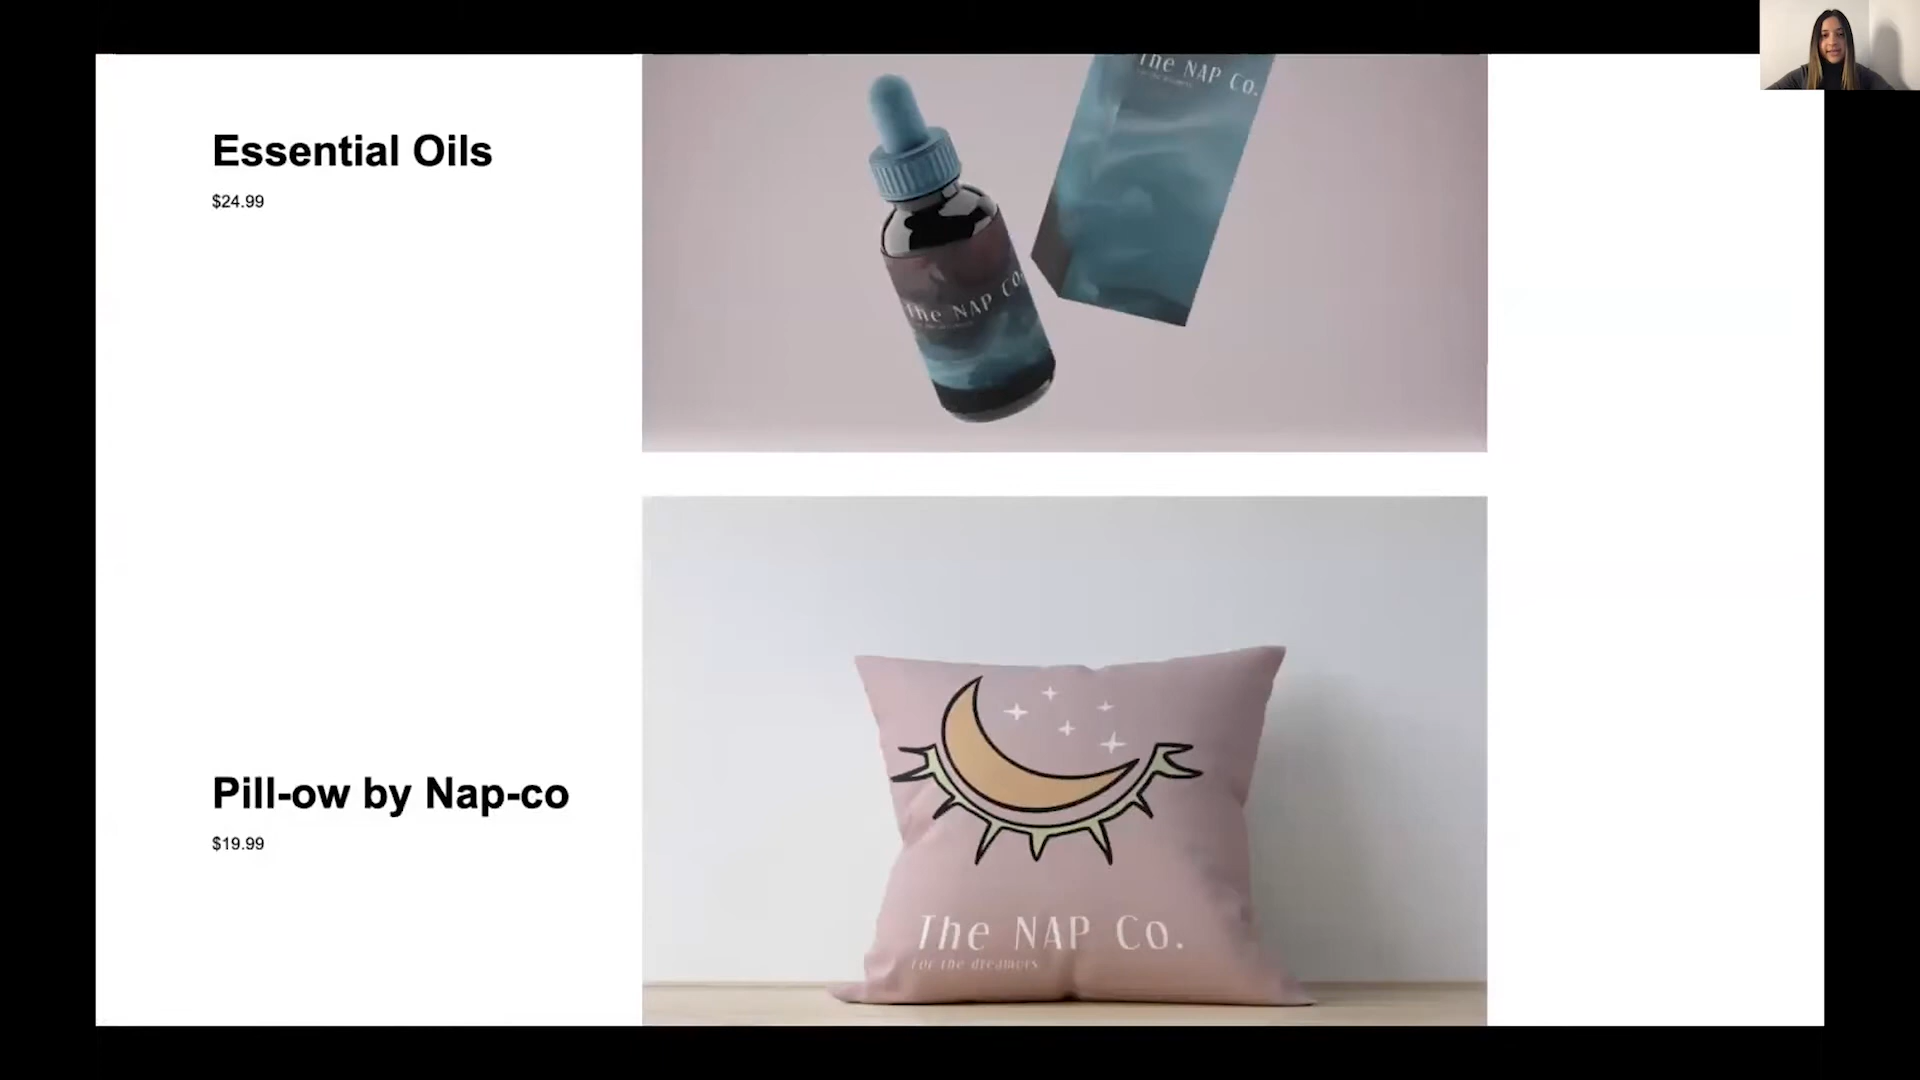 The NAP Co.
Essential Oils
$24.99
The NAP Co.
Pill-ow by Nap-co
$19.99
The NAP Co.
For the dreamers